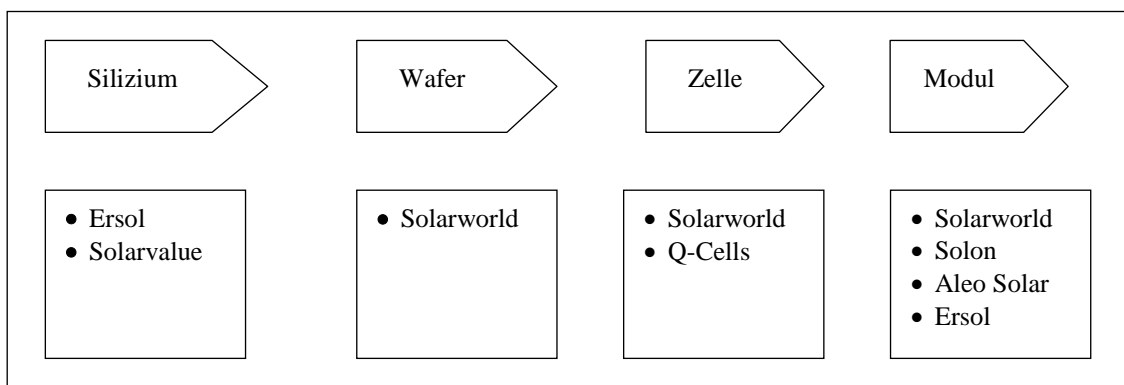 Silizium
Wafer
Zelle
Modul
• Ersol
• Solarvalue
• Solarworld
• Solarworld
• Q-Cells
• Solarworld
• Solon
• Aleo Solar
• Ersol